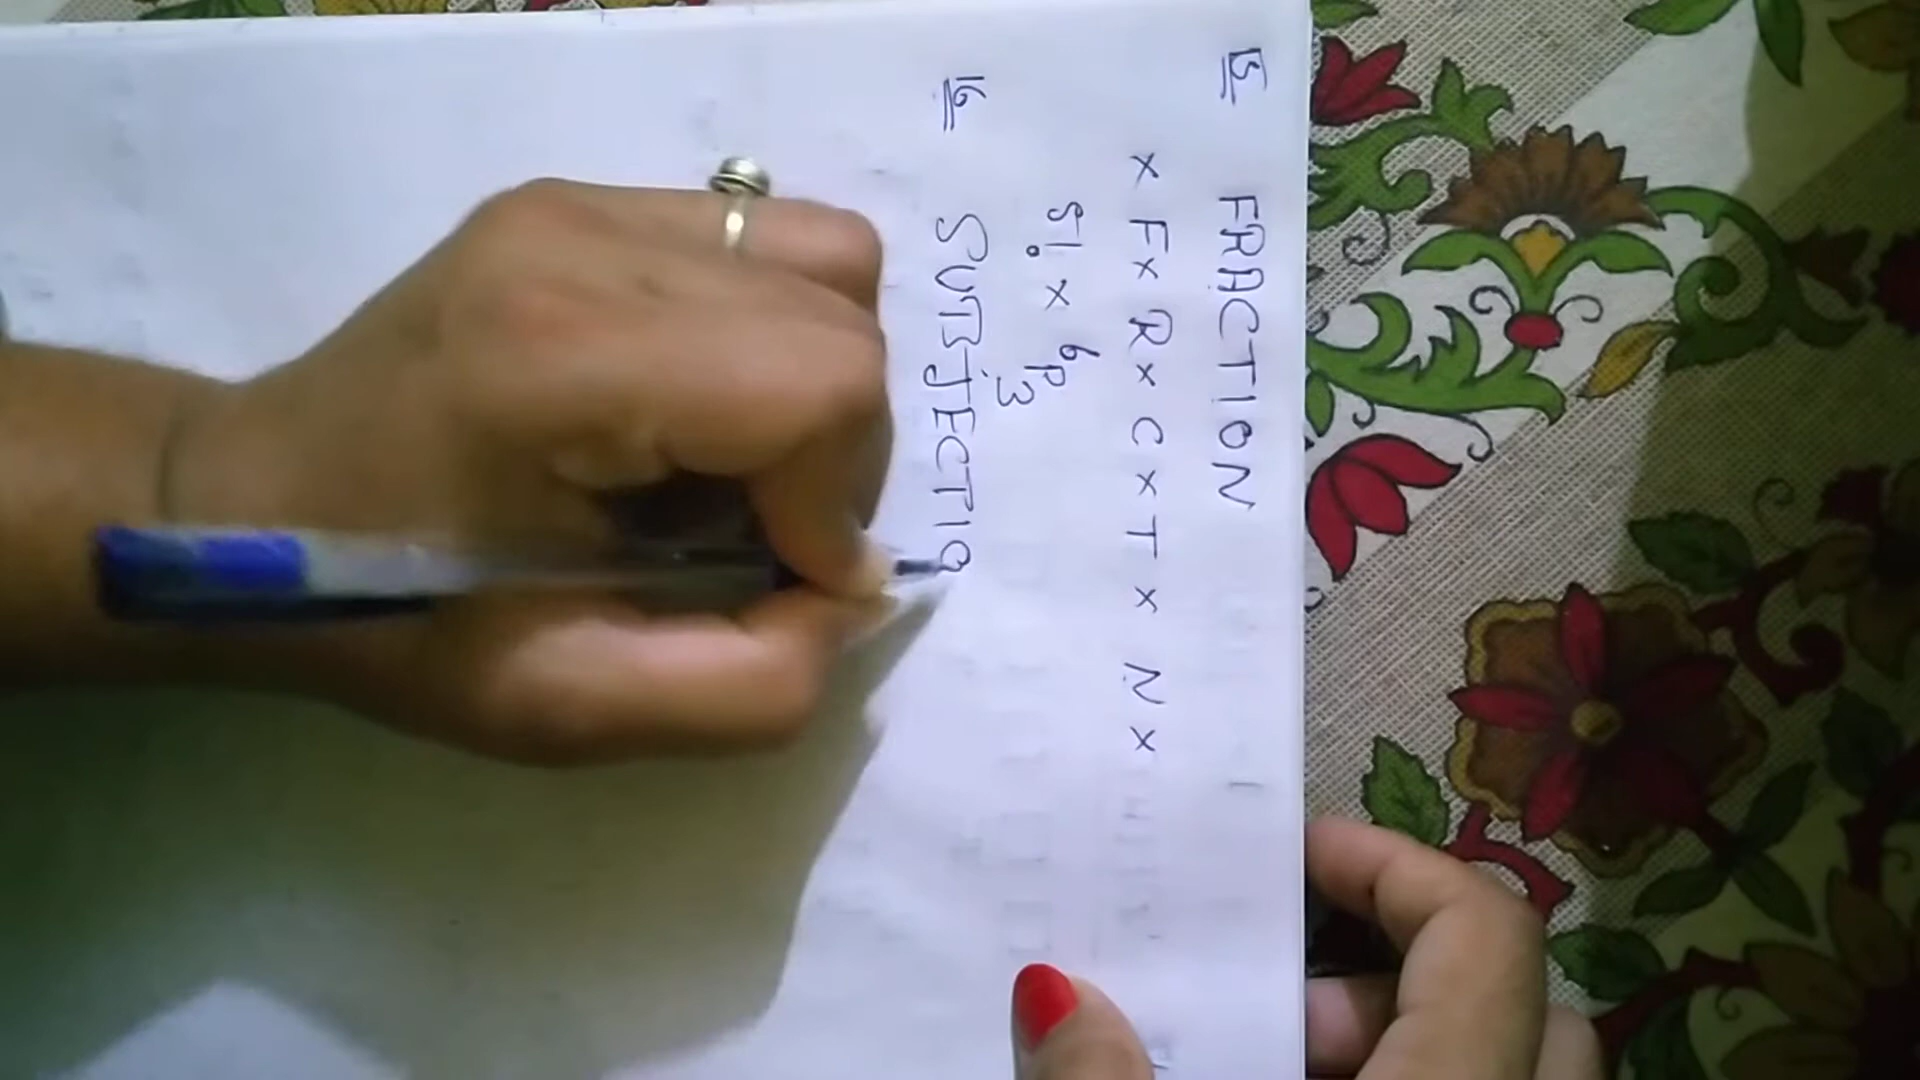 15 FRACTION
x F x R x C x T x N x
5! x 6p3
16 SUBJECTIO